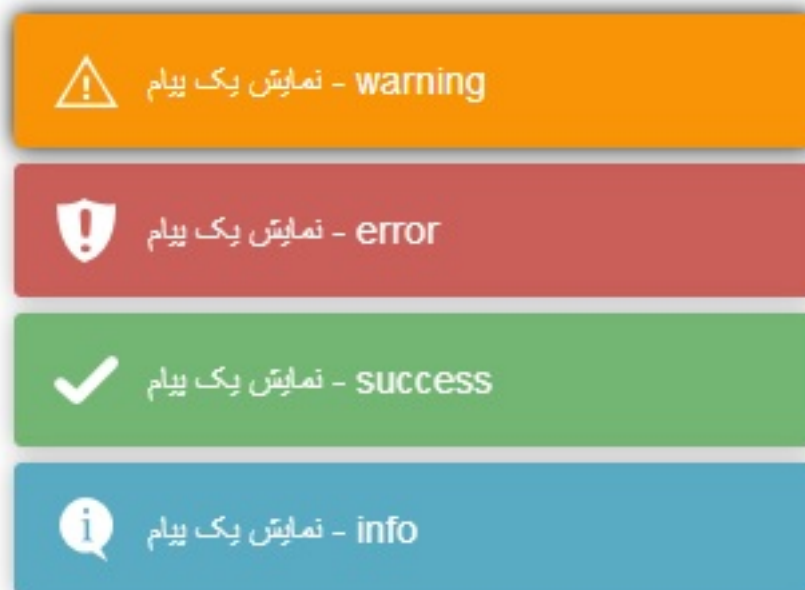 نمایش یک پیام - warning
نمایش یک پیام - error
نمایش یک پیام - success
نمایش یک پیام - info